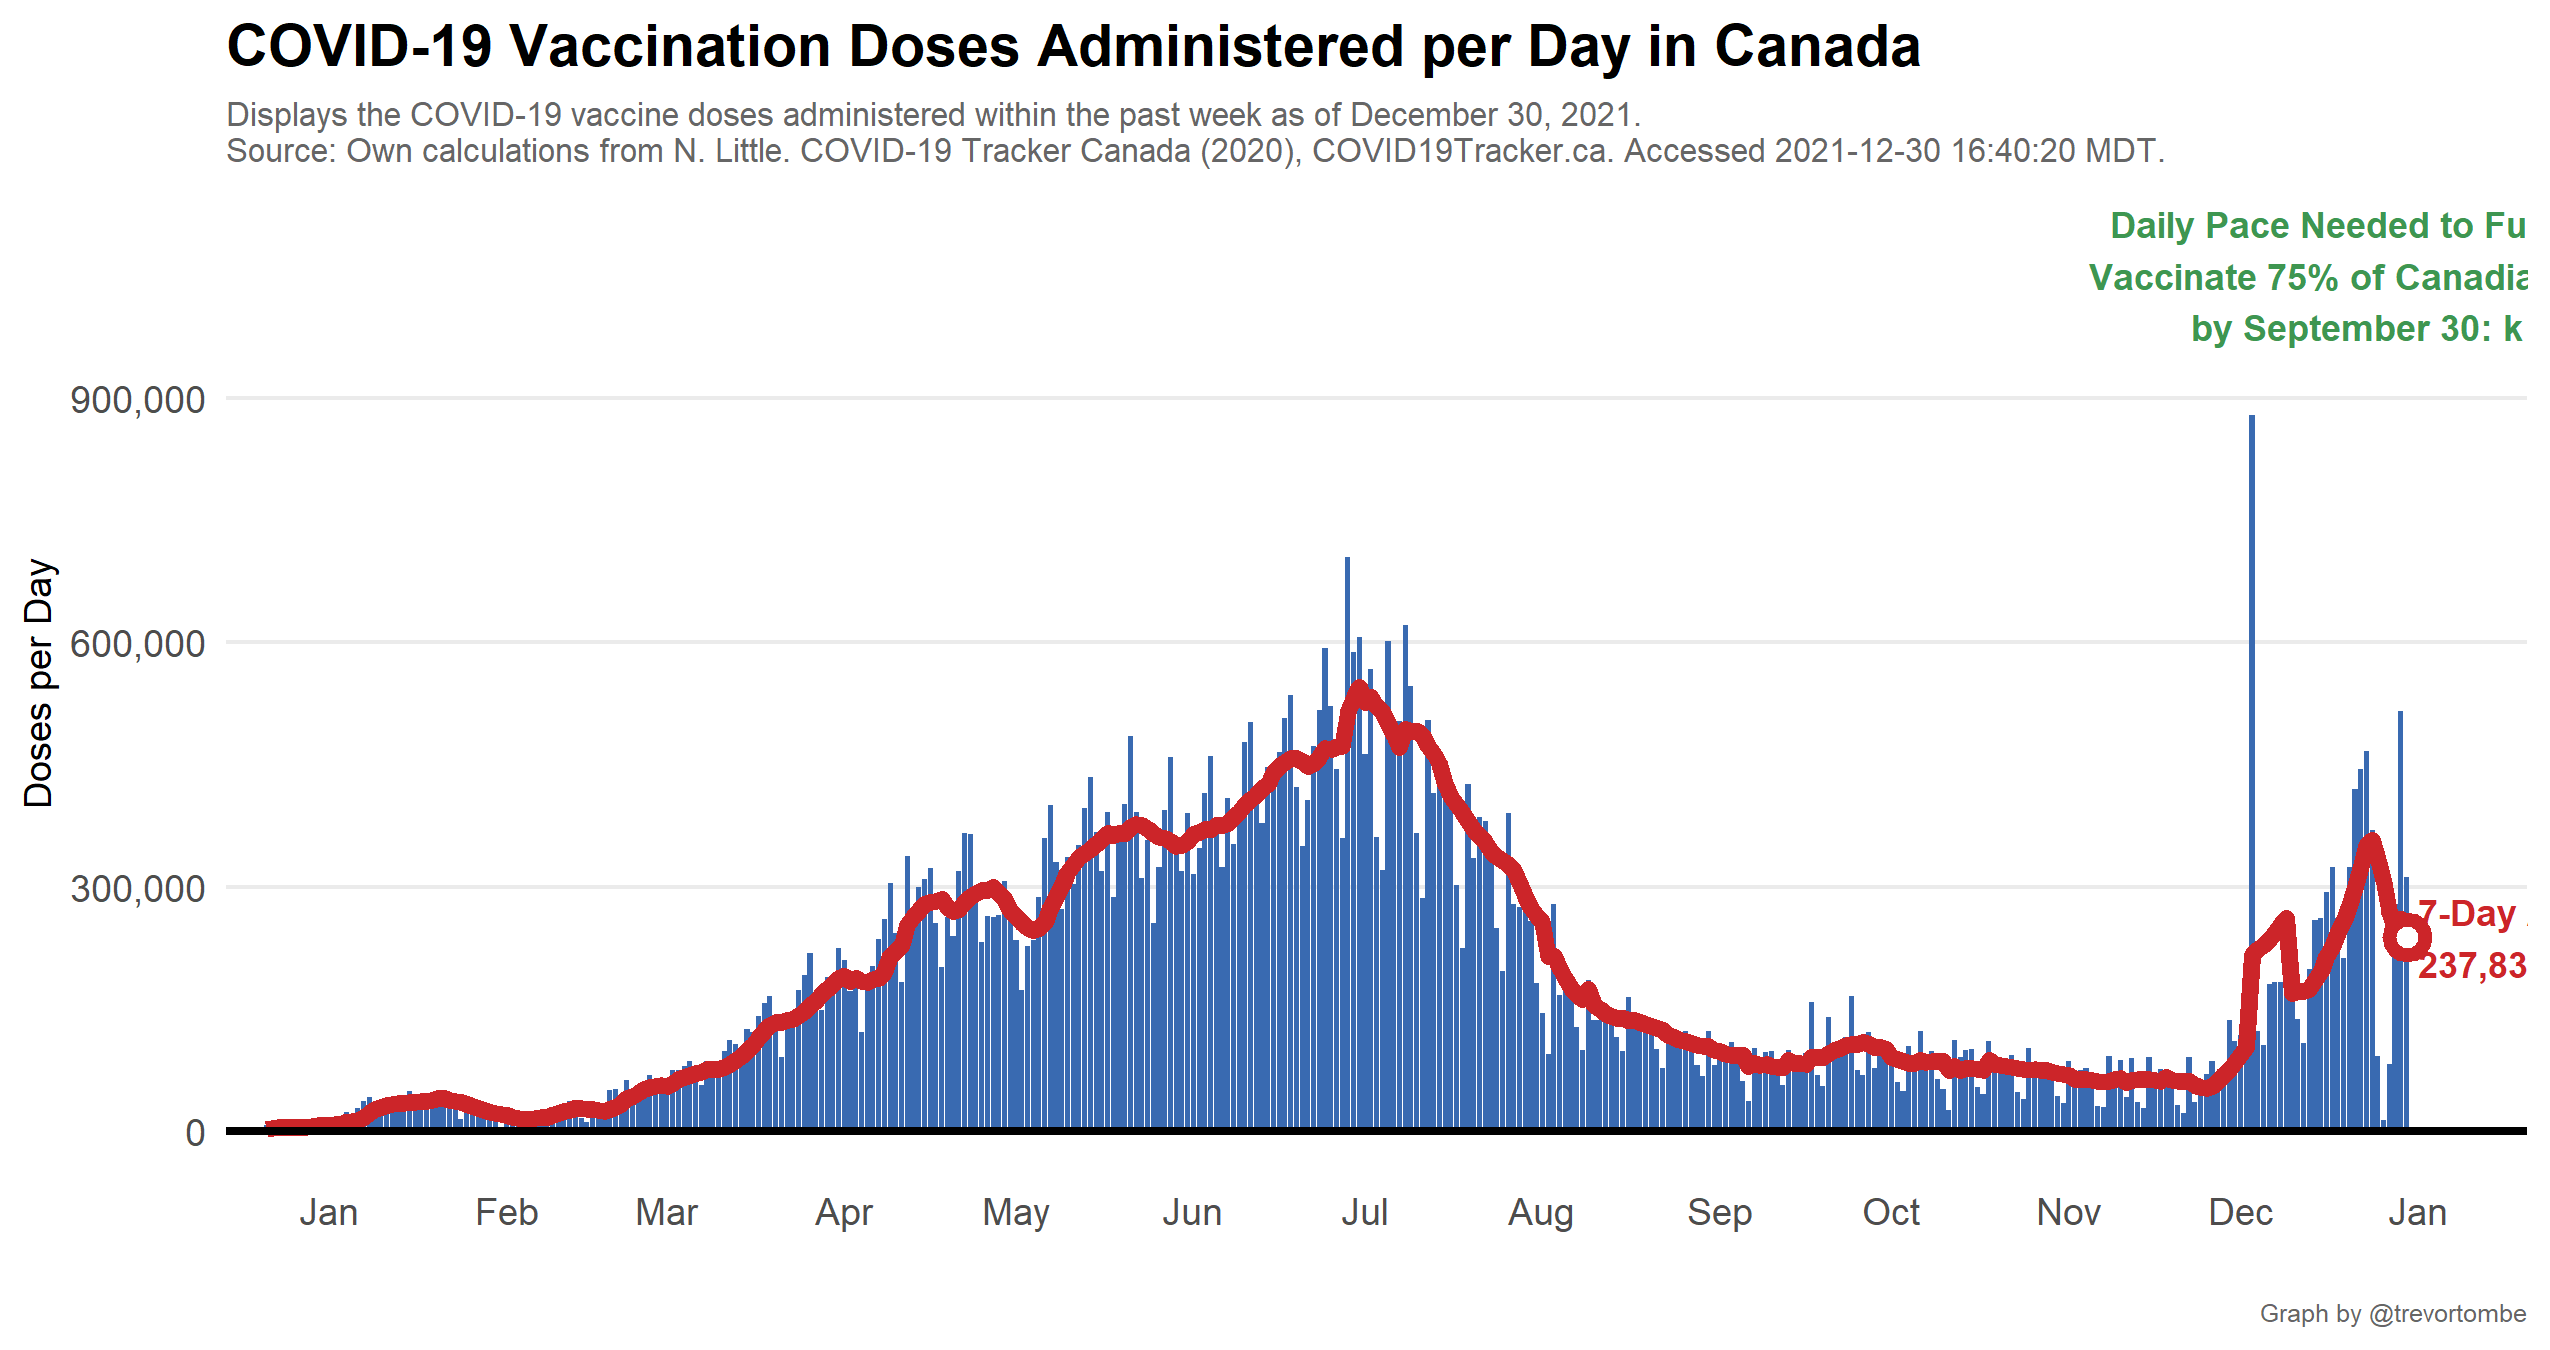 COVID-19 Vaccination Doses Administered per Day in Canada
Displays the COVID-19 vaccine doses administered within the past week as of December 30, 2021.
Source: Own calculations from N. Little. COVID-19 Tracker Canada (2020), COVID19Tracker.ca. Accessed 2021-12-30 16:40:20 MDT.
Daily Pace Needed to Fu
Vaccinate 75% of Canadia
by September 30: k
900,000
600,000
300,000
0
Doses per Day
7-Day
237,83
Jan Feb Mar Apr May Jun Jul Aug Sep Oct Nov Dec Jan
Graph by @trevortombe